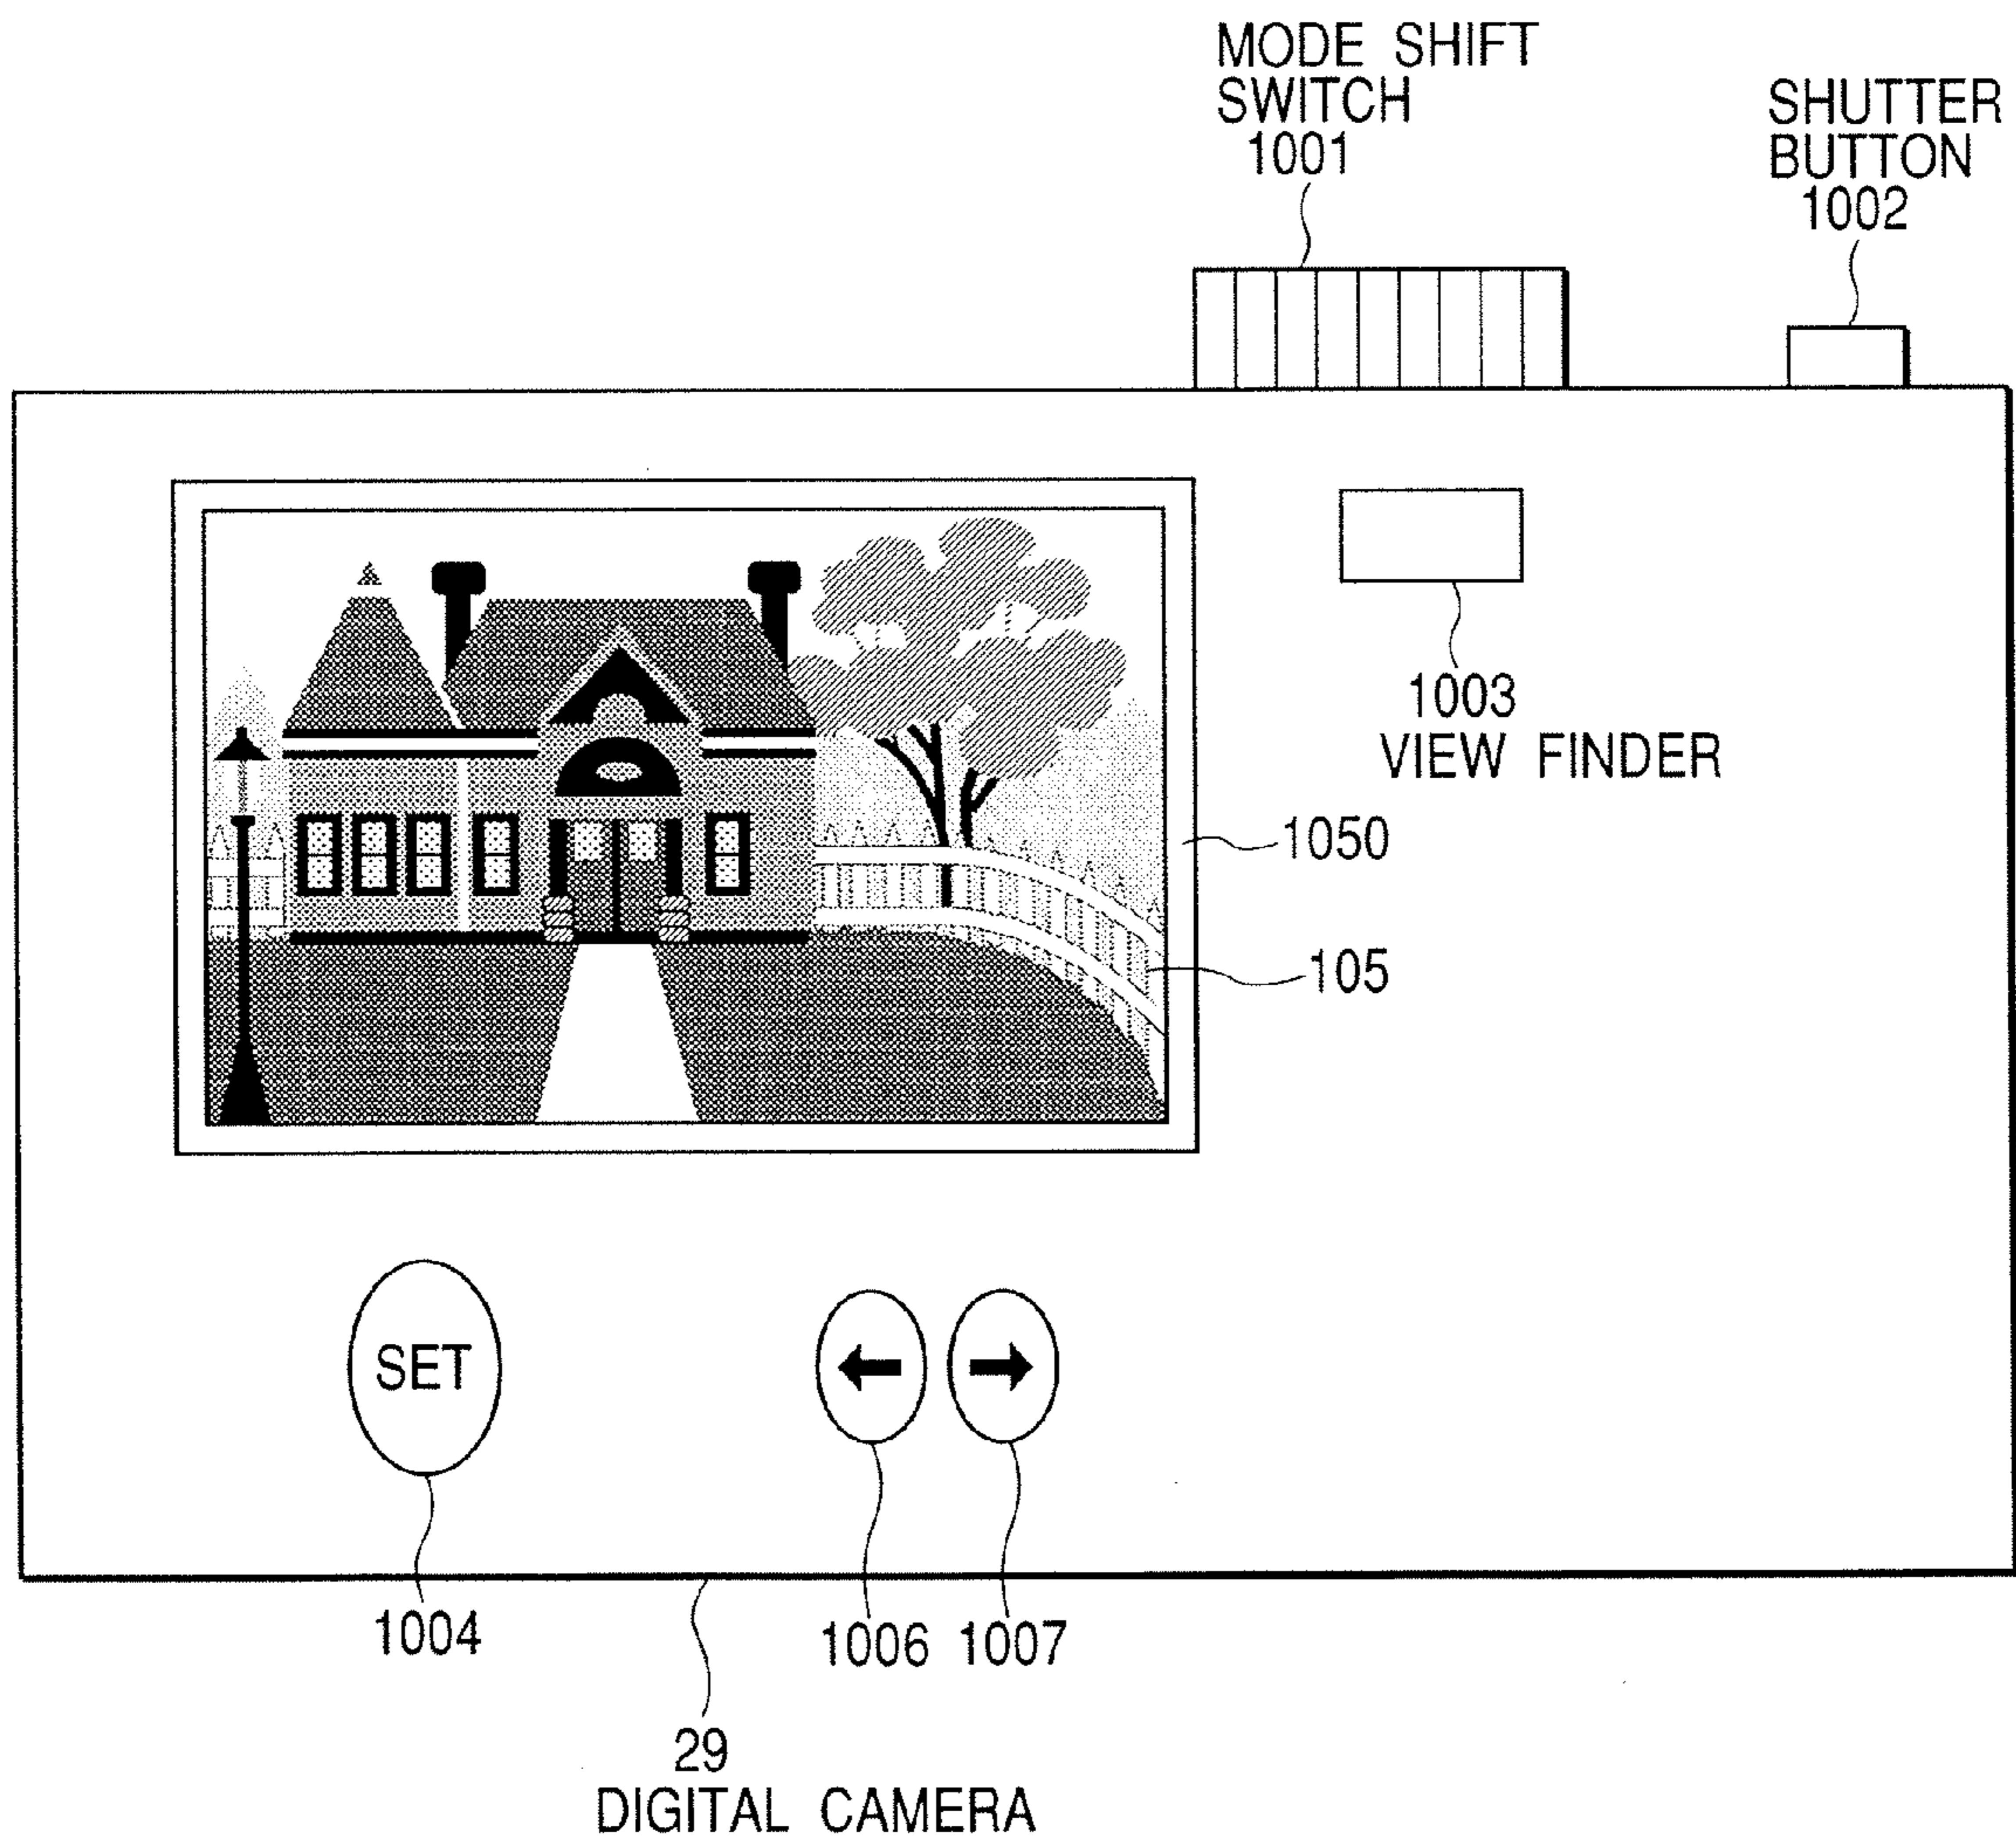 MODE SHIFT
SWITCH
1001
SHUTTER
BUTTON
1002
1003
VIEW FINDER
1050
105
SET
1004
1006
1007
29
DIGITAL CAMERA